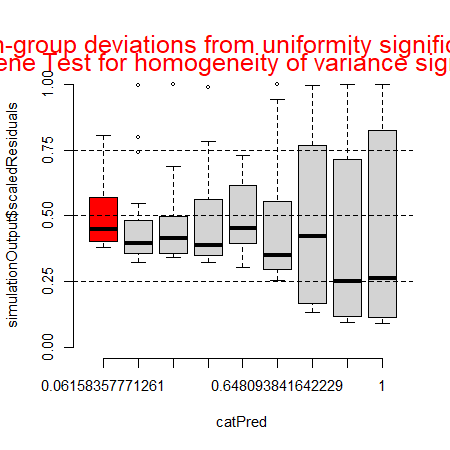 n-group deviations from uniformity signific
ene Test for homogeneity of variance sig
1.00
0.75
0.50
0.25
0.00
simulationOutput$scaledResiduals
0.06158357771261 0.648093841642229 1
catPred